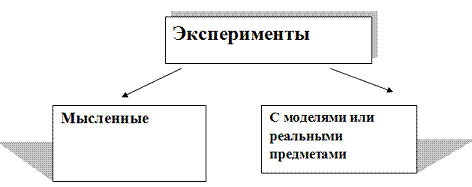 Эксперименты
Мысленные
С моделями или
реальными
предметами